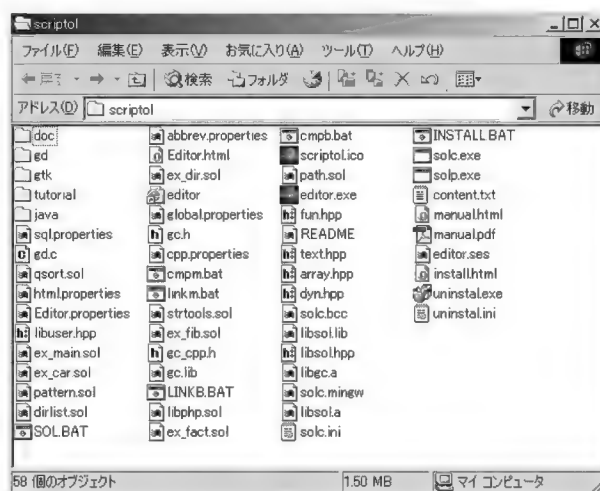 scriptol
ファイル(F) 編集(E) 表示(V) お気に入り(A) ツール(T) ヘルプ(H)
戻る 検索 フォルダ
アドレス(D) scriptol 移動
doc
gd
gtk
tutorial
java
sql.properties
gd.c
qsort.sol
html.properties
Editor.properties
libuser.hpp
ex_main.sol
ex_car.sol
pattern.sol
dirlist.sol
SOL.BAT
abbrev.properties
Editor.html
ex_dir.sol
editor
global.properties
gc.h
cpp.properties
cmpm.bat
linkm.bat
strtools.sol
ex_fib.sol
gc_cpp.h
gc.lib
LINKB.BAT
libphp.sol
ex_fact.sol
cmpb.bat
scriptol.ico
path.sol
editor.exe
fun.hpp
README
text.hpp
array.hpp
dyn.hpp
solc.bcc
libsol.lib
libsol.hpp
libgc.a
solc.mingw
libsol.a
solc.ini
INSTALL.BAT
solc.exe
solp.exe
content.txt
manual.html
manual.pdf
editor.ses
install.html
uninstal.exe
uninstal.ini
58 個のオブジェクト 1.50 MB マイ コンピュータ